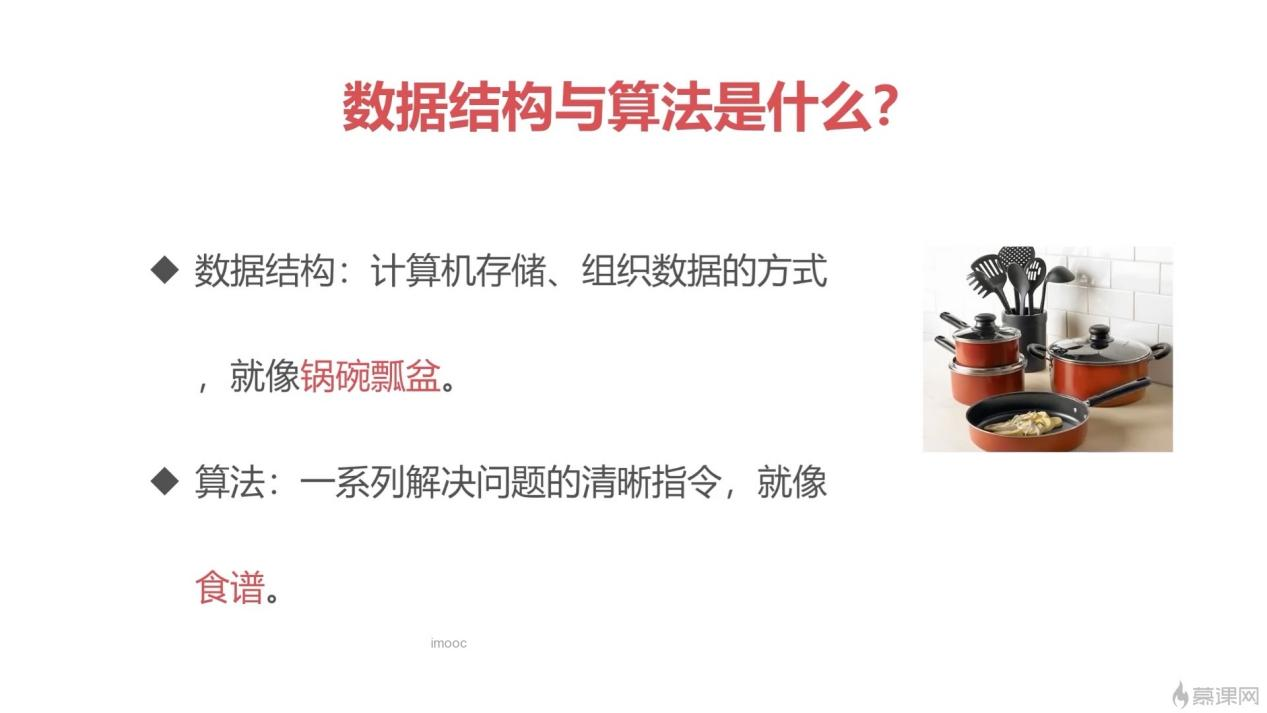 数据结构与算法是什么？
◆ 数据结构：计算机存储、组织数据的方式
，就像锅碗瓢盆。
◆ 算法：一系列解决问题的清晰指令，就像
食谱。
imooc
慕课网